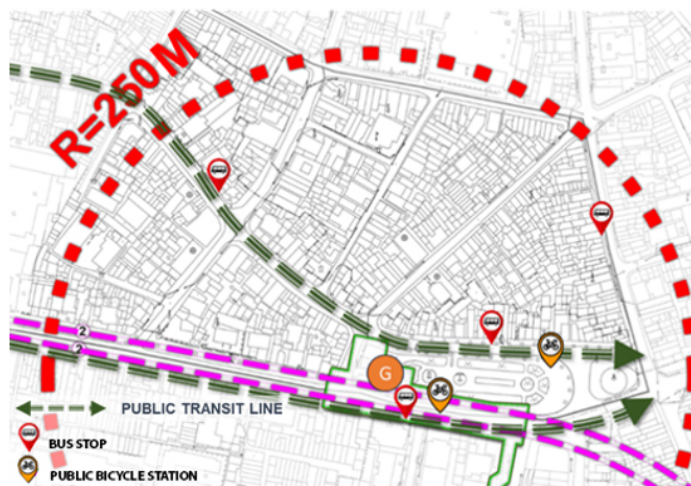 R=250M
2
2
G
PUBLIC TRANSIT LINE
BUS STOP
PUBLIC BICYCLE STATION